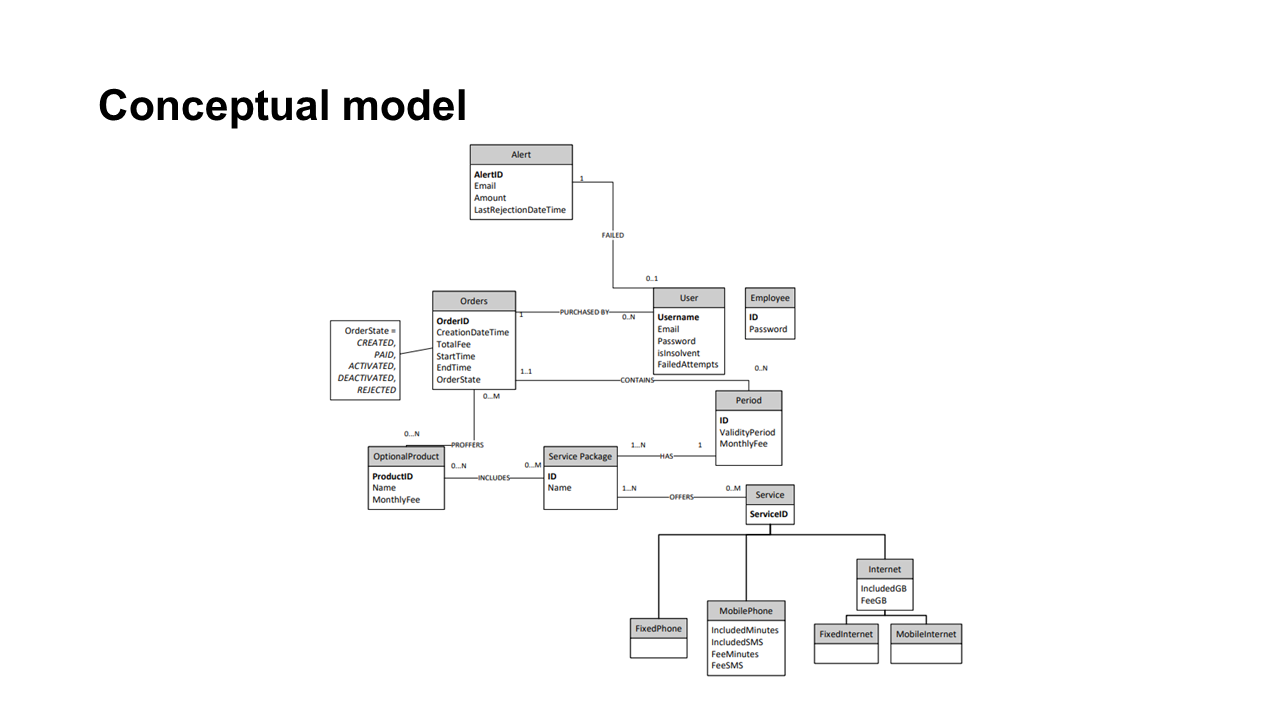 Conceptual model
Alert
AlertID
Email
Amount
LastRejectionDateTime
1
FAILED
0..1
Orders
OrderID
CreationDateTime
TotalFee
StartTime
EndTime
OrderState
OrderState =
CREATED,
PAID,
ACTIVATED,
DEACTIVATED,
REJECTED
1
PURCHASED BY
0..N
User
Username
Email
Password
isInsolvent
FailedAttempts
Employee
ID
Password
1..1
CONTAINS
0..N
Period
ID
ValidityPeriod
MonthlyFee
0...M
0...N
PROFFERS
OptionalProduct
ProductID
Name
MonthlyFee
0...N
INCLUDES
0...M
Service Package
ID
Name
1...N
HAS
1
1...N
OFFERS
0..M
Service
ServiceID
FixedPhone
MobilePhone
IncludedMinutes
IncludedSMS
FeeMinutes
FeeSMS
Internet
IncludedGB
FeeGB
FixedInternet
MobileInternet